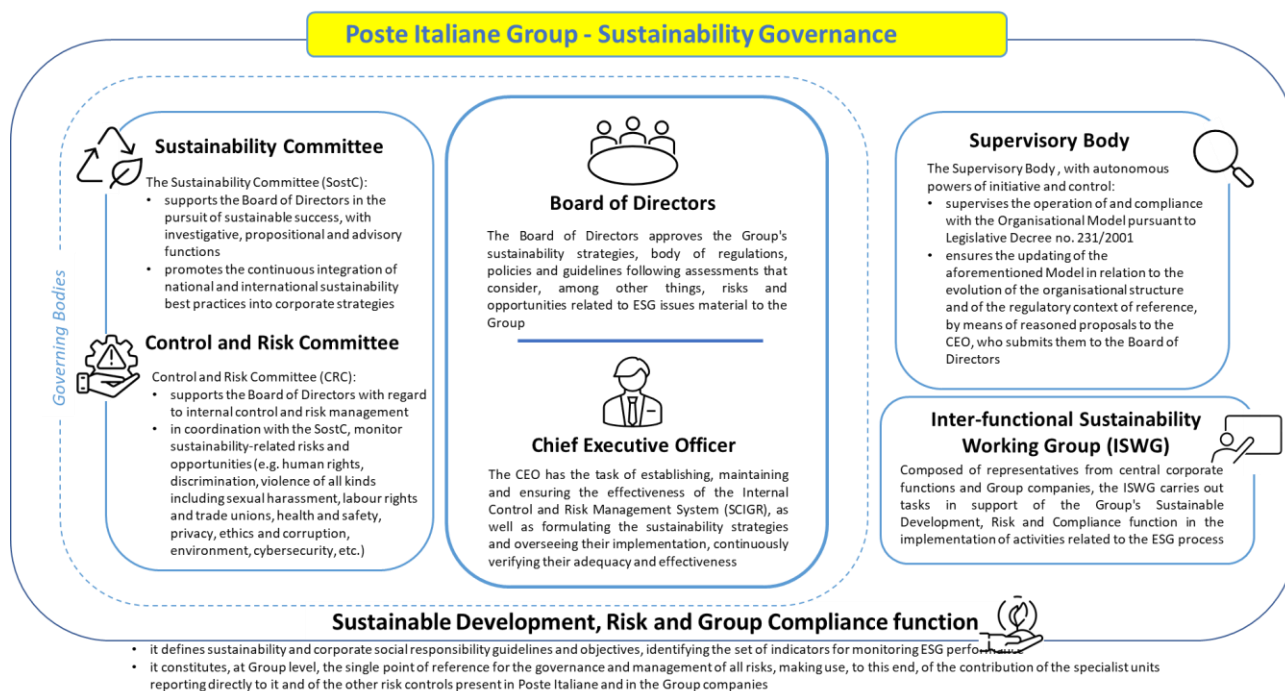 Poste Italiane Group - Sustainability Governance
Governing Bodies
Sustainability Committee
The Sustainability Committee (SostC):
• supports the Board of Directors in the
pursuit of sustainable success, with
investigative, propositional and advisory
functions
• promotes the continuous integration of
national and international sustainability
best practices into corporate strategies
Control and Risk Committee
Control and Risk Committee (CRC):
• supports the Board of Directors with regard
to internal control and risk management
• in coordination with the SostC, monitor
sustainability-related risks and
opportunities (e.g. human rights,
discrimination, violence of all kinds
including sexual harassment, labour rights
and trade unions, health and safety,
privacy, ethics and corruption,
environment, cybersecurity, etc.)
Board of Directors
The Board of Directors approves the Group's
sustainability strategies, body of regulations,
policies and guidelines following assessments that
consider, among other things, risks and
opportunities related to ESG issues material to the
Group
Chief Executive Officer
The CEO has the task of establishing, maintaining
and ensuring the effectiveness of the Internal
Control and Risk Management System (SCIGR), as
well as formulating the sustainability strategies
and overseeing their implementation, continuously
verifying their adequacy and effectiveness
Supervisory Body
The Supervisory Body , with autonomous
powers of initiative and control:
• supervises the operation of and compliance
with the Organisational Model pursuant to
Legislative Decree no. 231/2001
• ensures the updating of the
aforementioned Model in relation to the
evolution of the organisational structure
and of the regulatory context of reference,
by means of reasoned proposals to the
CEO, who submits them to the Board of
Directors
Inter-functional Sustainability
Working Group (ISWG)
Composed of representatives from central corporate
functions and Group companies, the ISWG carries out
tasks in support of the Group's Sustainable
Development, Risk and Compliance function in the
implementation of activities related to the ESG process
Sustainable Development, Risk and Group Compliance function
• it defines sustainability and corporate social responsibility guidelines and objectives, identifying the set of indicators for monitoring ESG performance
• it constitutes, at Group level, the single point of reference for the governance and management of all risks, making use, to this end, of the contribution of the specialist units
reporting directly to it and of the other risk controls present in Poste Italiane and in the Group companies